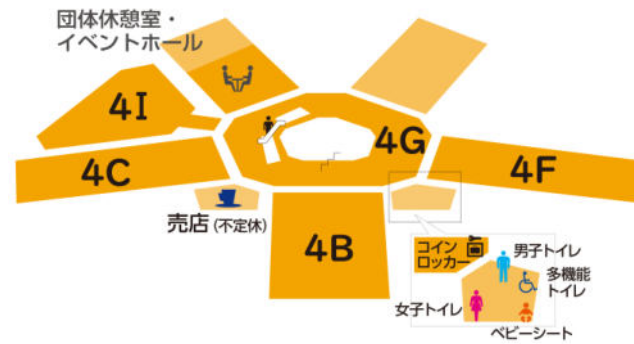 団体休憩室・
イベントホール
4I
4G
4C
4F
売店(不定休)
4B
コイン
ロッカー
男子トイレ
多機能
トイレ
女子トイレ
ベビーシート